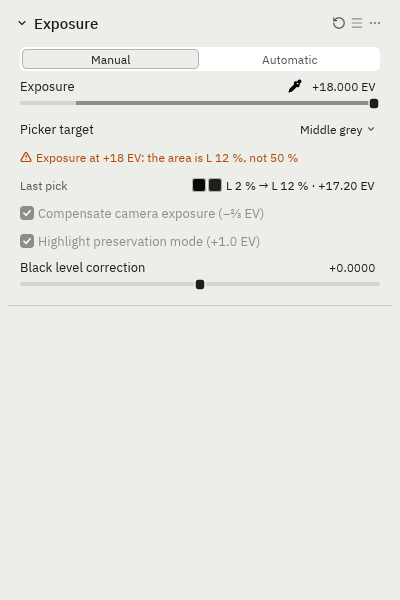 Exposure
Manual Automatic
Exposure +18.000 EV
Picker target Middle grey
Exposure at +18 EV: the area is L 12 %, not 50 %
Last pick L 2 % → L 12 % · +17.20 EV
Compensate camera exposure (−⅔ EV)
Highlight preservation mode (+1.0 EV)
Black level correction +0.0000